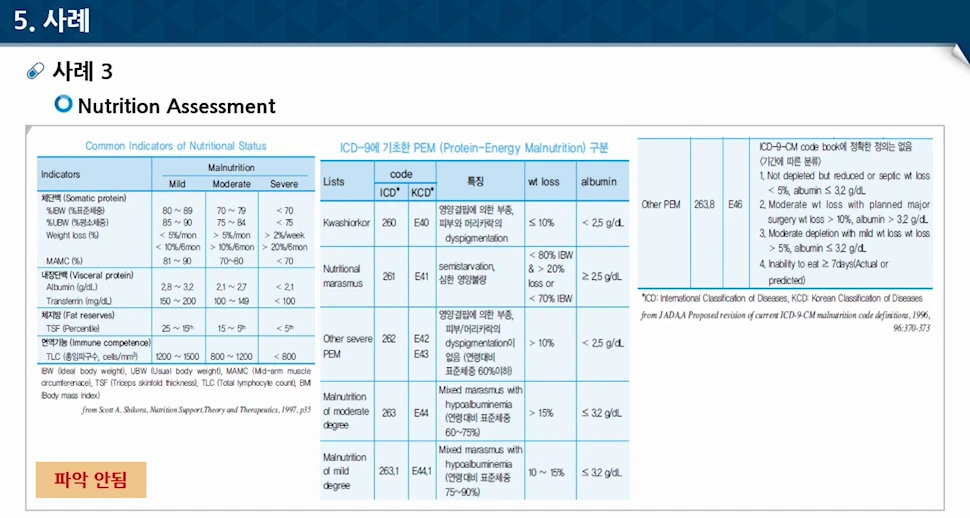 5. 사례
사례 3
Nutrition Assessment
Common Indicators of Nutritional Status
Indicators
Malnutrition
Mild Moderate Severe
체단백 (Somatic protein)
%IBW (%표준체중) 80 ~ 89 70 ~ 79 < 70
%UBW (%평소체중) 85 ~ 90 75 ~ 84 < 75
Weight loss (%) < 5%/mon > 5%/mon > 2%/week
< 10%/6mon > 10%/6mon > 20%/6mon
MAMC (%) 81 ~ 90 70~80 < 70
내장단백 (Visceral protein)
Albumin (g/dL) 2.8 ~ 3.2 2.1 ~ 2.7 < 2.1
Transferrin (mg/dL) 150 ~ 200 100 ~ 149 < 100
체지방 (Fat reserves)
TSF (Percentile) 25 ~ 15th 15 ~ 5th < 5th
면역기능 (Immune competence)
TLC (총임파구수, cells/mm³) 1200 ~ 1500 800 ~ 1200 < 800
IBW (Ideal body weight), UBW (Usual body weight), MAMC (Mid-arm muscle
circumferenace), TSF (Triceps skinfold thickness), TLC (Total lymphocyte count), BMI
(Body mass index)
from Scott A. Shikora, Nutrition Support,Theory and Therapeutics, 1997, p35
파악 안됨
ICD-9에 기초한 PEM (Protein-Energy Malnutrition) 구분
Lists code 특징 wt loss albumin
ICD* KCD*
Kwashiorkor 260 E40 영양결핍에 의한 부종,
피부와 머리카락의
dyspigmentation ≤ 10% < 2.5 g/dL
Nutritional
marasmus 261 E41 semistarvation,
심한 영양불량 < 80% IBW
& > 20%
loss or
< 70% IBW ≥ 2.5 g/dL
Other severe
PEM 262 E42
E43 영양결핍에 의한 부종,
피부/머리카락의
dyspigmentation이
없음 (연령대비
표준체중 60%이하) > 10% < 2.5 g/dL
Malnutrition
of moderate
degree 263 E44 Mixed marasmus with
hypoalbuminemia
(연령대비 표준체중
60~75%) > 15% ≤ 3.2 g/dL
Malnutrition
of mild
degree 263.1 E44.1 Mixed marasmus with
hypoalbuminemia
(연령대비 표준체중
75~90%) 10 ~ 15% ≤ 3.2 g/dL
Other PEM 263.8 E46 ICD-9-CM code book에 정확한 정의는 없음
(기간에 따른 분류)
1. Not depleted but reduced or septic wt loss
< 5%, albumin ≤ 3.2 g/dL
2. Moderate wt loss with planned major
surgery wt loss > 10%, albumin > 3.2 g/dL
3. Moderate depletion with mild wt loss wt loss
> 5%, albumin ≤ 3.2 g/dL
4. Inability to eat ≥ 7days(Actual or
predicted)
*ICD: International Classification of Diseases, KCD: Korean Classification of Diseases
from J ADA,A Proposed revision of current ICD-9-CM malnutrition code definitions, 1996,
96:370-373